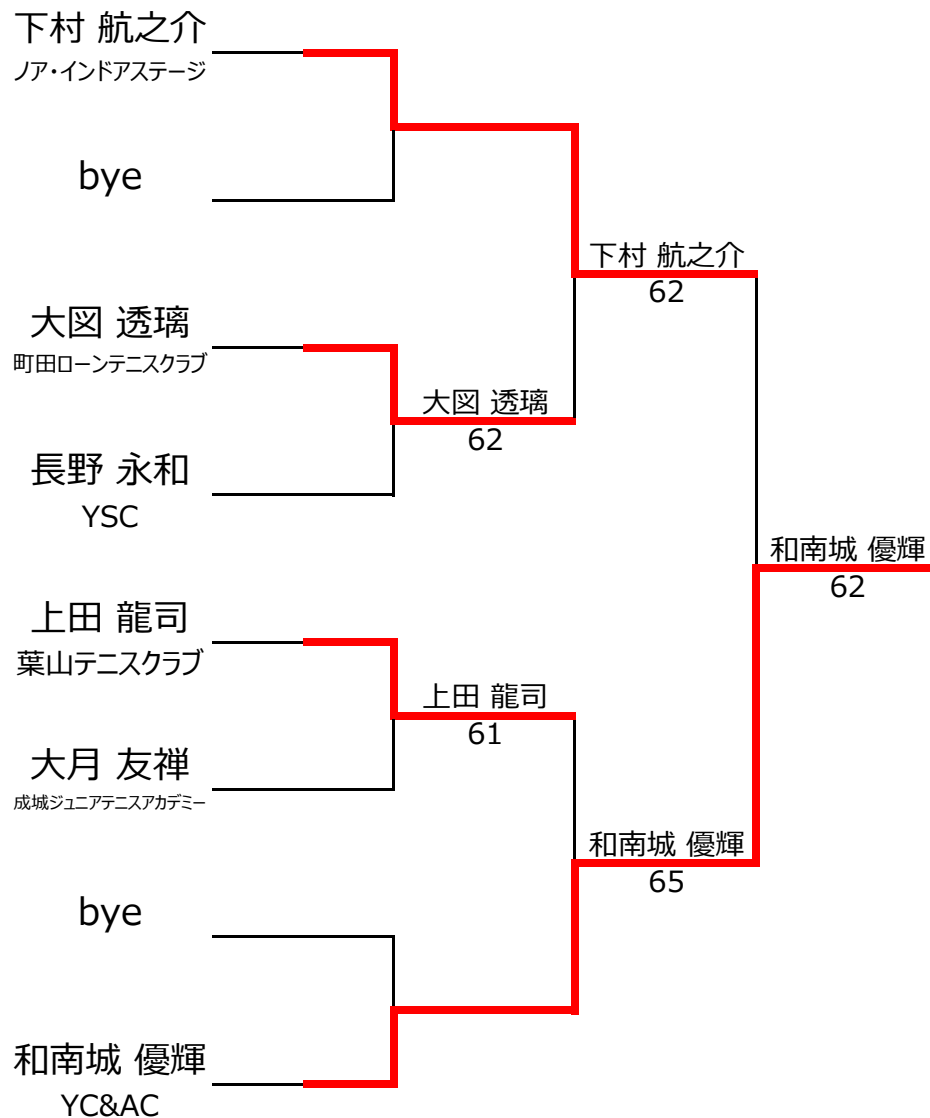 下村 航之介
ノア・インドアステージ
bye
下村 航之介
62
大図 透璃
町田ローンテニスクラブ
大図 透璃
62
長野 永和
YSC
和南城 優輝
62
上田 龍司
葉山テニスクラブ
上田 龍司
61
大月 友禅
成城ジュニアテニスアカデミー
和南城 優輝
65
bye
和南城 優輝
YC&AC